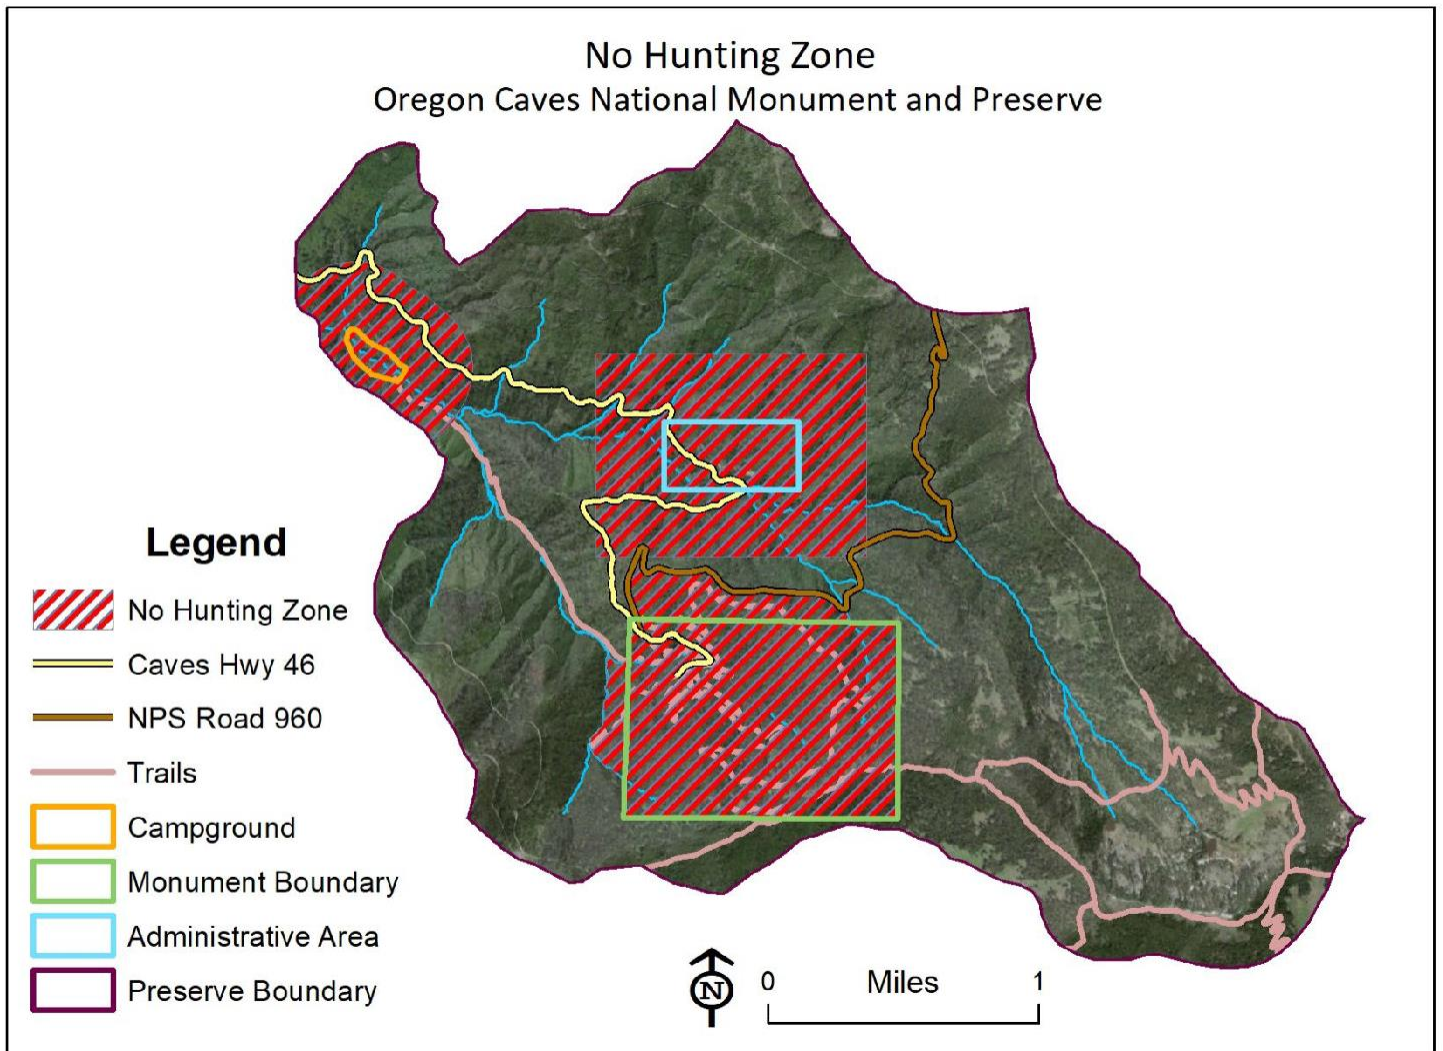 No Hunting Zone
Oregon Caves National Monument and Preserve
Legend
No Hunting Zone
Caves Hwy 46
NPS Road 960
Trails
Campground
Monument Boundary
Administrative Area
Preserve Boundary
N
0 Miles 1